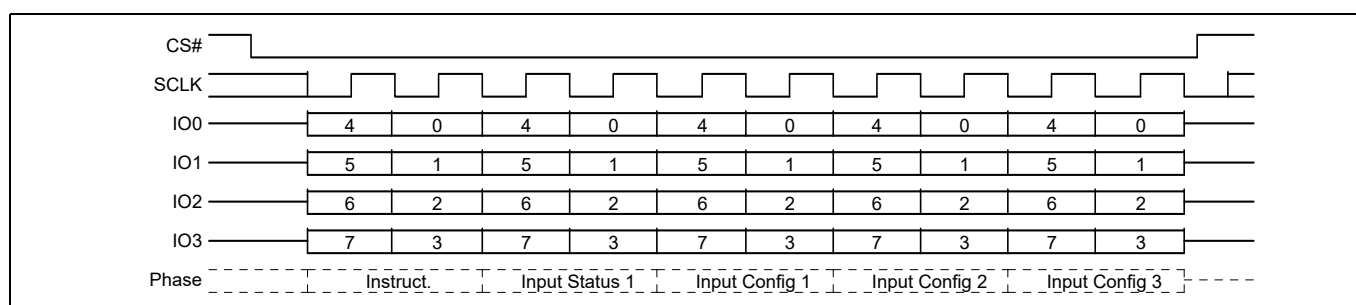 CS#
SCLK
IO0 4 0 4 0 4 0 4 0 4 0
IO1 5 1 5 1 5 1 5 1 5 1
IO2 6 2 6 2 6 2 6 2 6 2
IO3 7 3 7 3 7 3 7 3 7 3
Phase Instruct. Input Status 1 Input Config 1 Input Config 2 Input Config 3